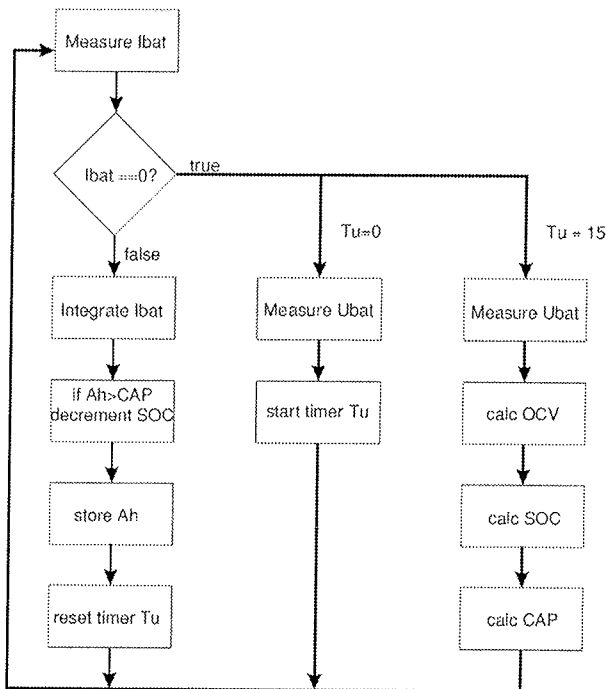 Measure Ibat
Ibat ==0?
true
false
Tu=0
Tu = 15
Integrate Ibat
if Ah>CAP
decrement SOC
store Ah
reset timer Tu
Measure Ubat
start timer Tu
Measure Ubat
calc OCV
calc SOC
calc CAP